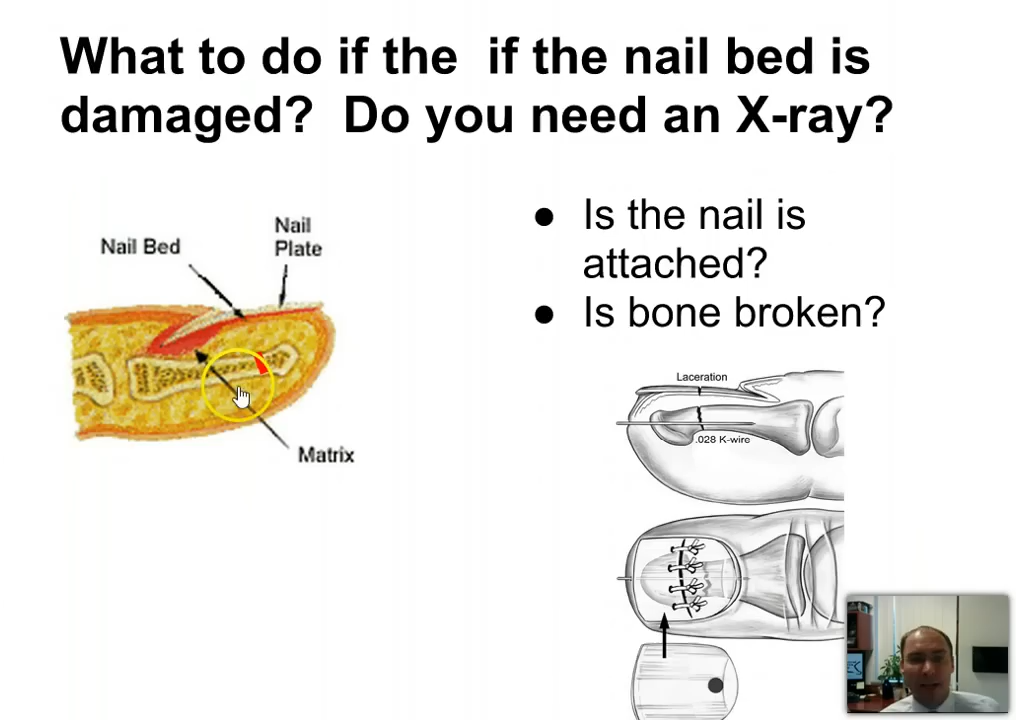 What to do if the  if the nail bed is
damaged?  Do you need an X-ray?
Nail Bed
Nail
Plate
Matrix
● Is the nail is
attached?
● Is bone broken?
Laceration
.028 K-wire